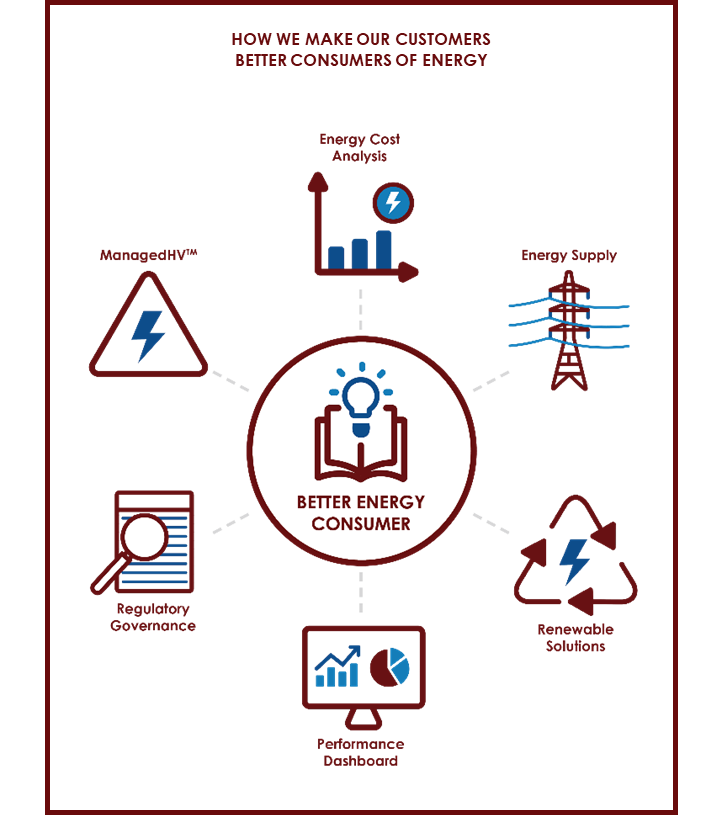 HOW WE MAKE OUR CUSTOMERS
BETTER CONSUMERS OF ENERGY
Energy Cost
Analysis
ManagedHV™
Energy Supply
BETTER ENERGY
CONSUMER
Regulatory
Governance
Renewable
Solutions
Performance
Dashboard